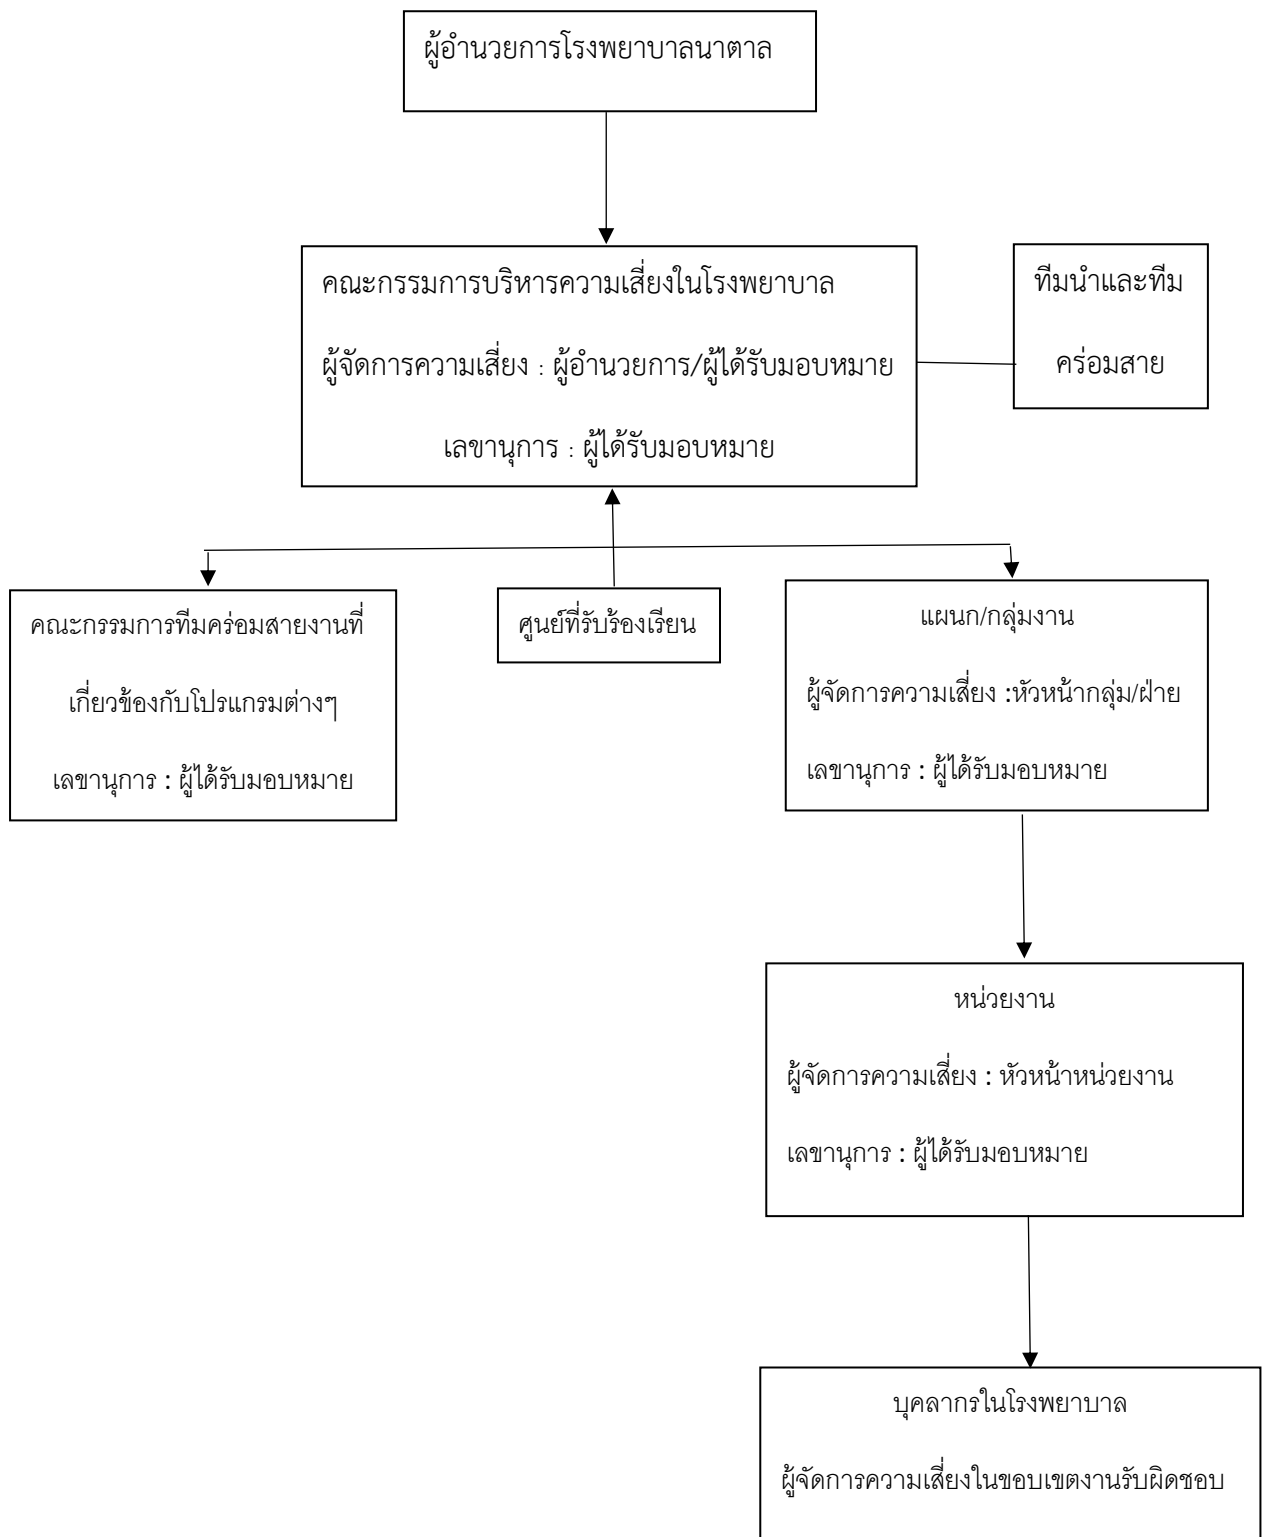 ผู้อำนวยการโรงพยาบาลนาตาล
คณะกรรมการบริหารความเสี่ยงในโรงพยาบาล
ผู้จัดการความเสี่ยง : ผู้อำนวยการ/ผู้ได้รับมอบหมาย
เลขานุการ : ผู้ได้รับมอบหมาย
ทีมนำและทีม
คร่อมสาย
คณะกรรมการทีมคร่อมสายงานที่
เกี่ยวข้องกับโปรแกรมต่างๆ
เลขานุการ : ผู้ได้รับมอบหมาย
ศูนย์ที่รับร้องเรียน
แผนก/กลุ่มงาน
ผู้จัดการความเสี่ยง :หัวหน้ากลุ่ม/ฝ่าย
เลขานุการ : ผู้ได้รับมอบหมาย
หน่วยงาน
ผู้จัดการความเสี่ยง : หัวหน้าหน่วยงาน
เลขานุการ : ผู้ได้รับมอบหมาย
บุคลากรในโรงพยาบาล
ผู้จัดการความเสี่ยงในขอบเขตงานรับผิดชอบ